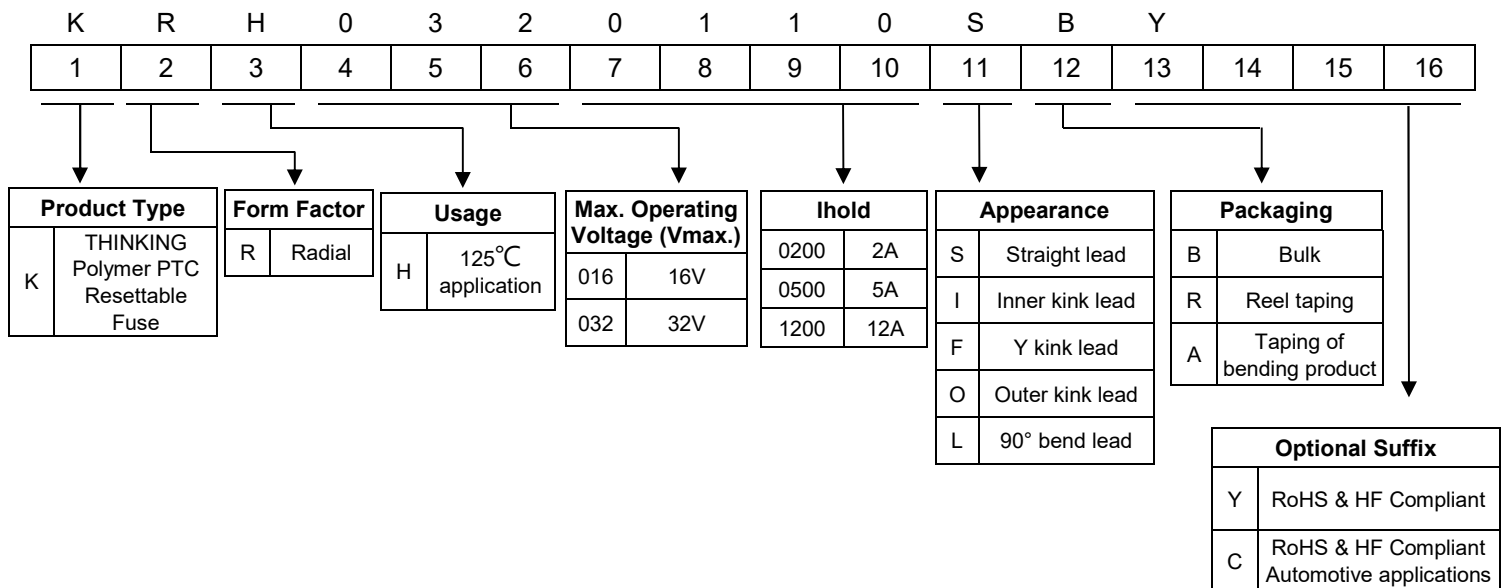 K R H 0 3 2 0 1 1 0 S B Y
1 2 3 4 5 6 7 8 9 10 11 12 13 14 15 16
Product Type
K
THINKING
Polymer PTC
Resettable
Fuse
Form Factor
R Radial
Usage
H
125℃
application
Max. Operating
Voltage (Vmax.)
016 16V
032 32V
Ihold
0200 2A
0500 5A
1200 12A
Appearance
S Straight lead
I Inner kink lead
F Y kink lead
O Outer kink lead
L 90° bend lead
Packaging
B Bulk
R Reel taping
A
Taping of
bending product
Optional Suffix
Y RoHS & HF Compliant
C
RoHS & HF Compliant
Automotive applications